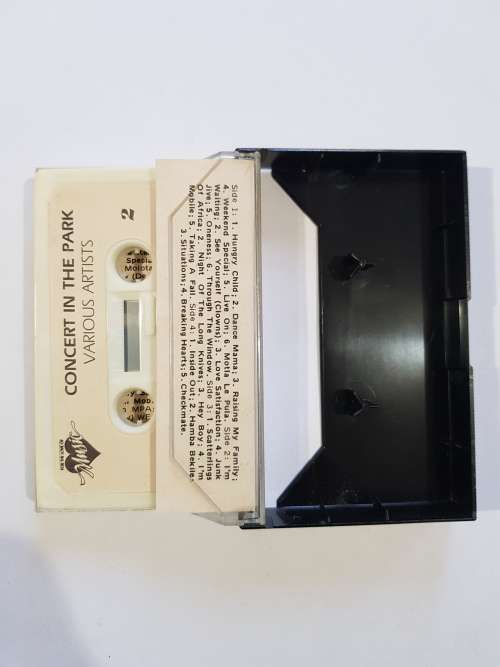 CONCERT IN THE PARK
VARIOUS ARTISTS
2
Music
Side 1: 1. Hungry Child; 2. Dance Mama; 3. Raising My Family;
4. Weekend Special; 5. Live On; 6. Motla Le Pula. Side 2: 1. I'm
Waiting; 2. See Yourself (Clowns); 3. Love Satisfaction; 4. Junk
Jive; 5. Oneness; 6. Through The Window. Side 3: 1. Scatterlings
Of Africa; 2. Night Of The Long Knives; 3. Hey Boy; 4. I'm
Mobile; 5. Taking A Fall. Side 4: 1. Inside Out; 2. Hamba Bekile;
3. Situations; 4. Breaking Hearts; 5. Checkmate.